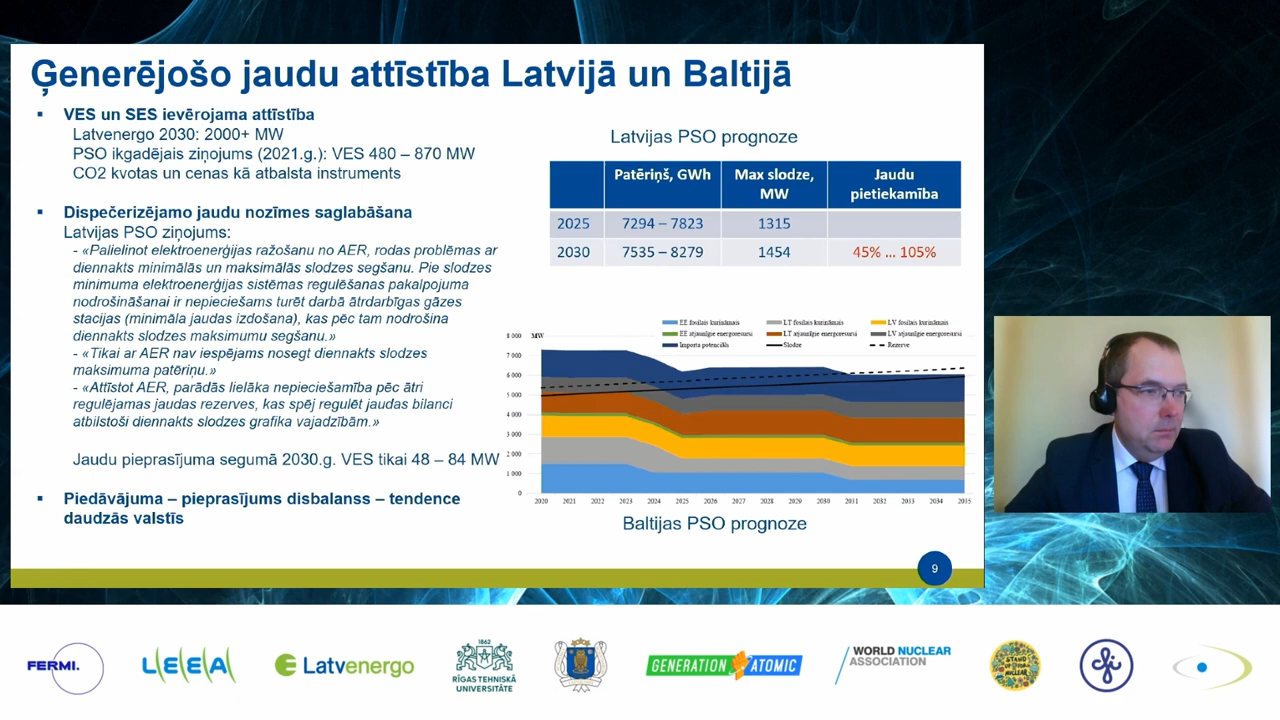 Ģenerējošo jaudu attīstība Latvijā un Baltijā
▪ VES un SES ievērojama attīstība
Latvenergo 2030: 2000+ MW
PSO ikgadējais ziņojums (2021.g.): VES 480 – 870 MW
CO2 kvotas un cenas kā atbalsta instruments
▪ Dispečerizējamo jaudu nozīmes saglabāšana
Latvijas PSO ziņojums:
- «Palielinot elektroenerģijas ražošanu no AER, rodas problēmas ar
diennakts minimālās un maksimālās slodzes segšanu. Pie slodzes
minimuma elektroenerģijas sistēmas regulēšanas pakalpojuma
nodrošināšanai ir nepieciešams turēt darbā ātrdarbīgas gāzes
stacijas (minimāla jaudas izdošana), kas pēc tam nodrošina
diennakts slodzes maksimumu segšanu.»
- «Tikai ar AER nav iespējams nosegt diennakts slodzes
maksimuma patēriņu.»
- «Attīstot AER, parādās lielāka nepieciešamība pēc ātri
regulējamas jaudas rezerves, kas spēj regulēt jaudas bilanci
atbilstoši diennakts slodzes grafika vajadzībām.»
Jaudu pieprasījuma segumā 2030.g. VES tikai 48 – 84 MW
▪ Piedāvājuma – pieprasījums disbalanss – tendence
daudzās valstīs
Latvijas PSO prognoze
Patēriņš, GWh Max slodze, MW Jaudu pietiekamība
2025 7294 – 7823 1315
2030 7535 – 8279 1454 45% ... 105%
EE fosilais kurināmais LT fosilais kurināmais LV fosilais kurināmais
EE atjaunīgie energoresursi LT atjaunīgie energoresursi LV atjaunīgie energoresursi
Importa potenciāls Slodze Rezerve
MW
8 000
7 000
6 000
5 000
4 000
3 000
2 000
1 000
0
2020 2021 2022 2023 2024 2025 2026 2027 2028 2029 2030 2031 2032 2033 2034 2035
Baltijas PSO prognoze
9
FERMI.
LEEA
Latvenergo
1862
RĪGAS TEHNISKĀ
UNIVERSITĀTE
GENERATION ATOMIC
WORLD NUCLEAR
ASSOCIATION
STAND
NUCLEAR